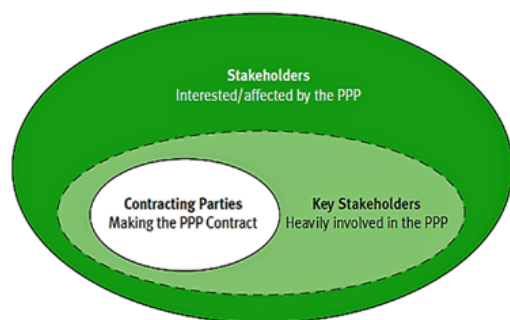 Stakeholders
Interested/affected by the PPP
Contracting Parties
Making the PPP Contract
Key Stakeholders
Heavily involved in the PPP